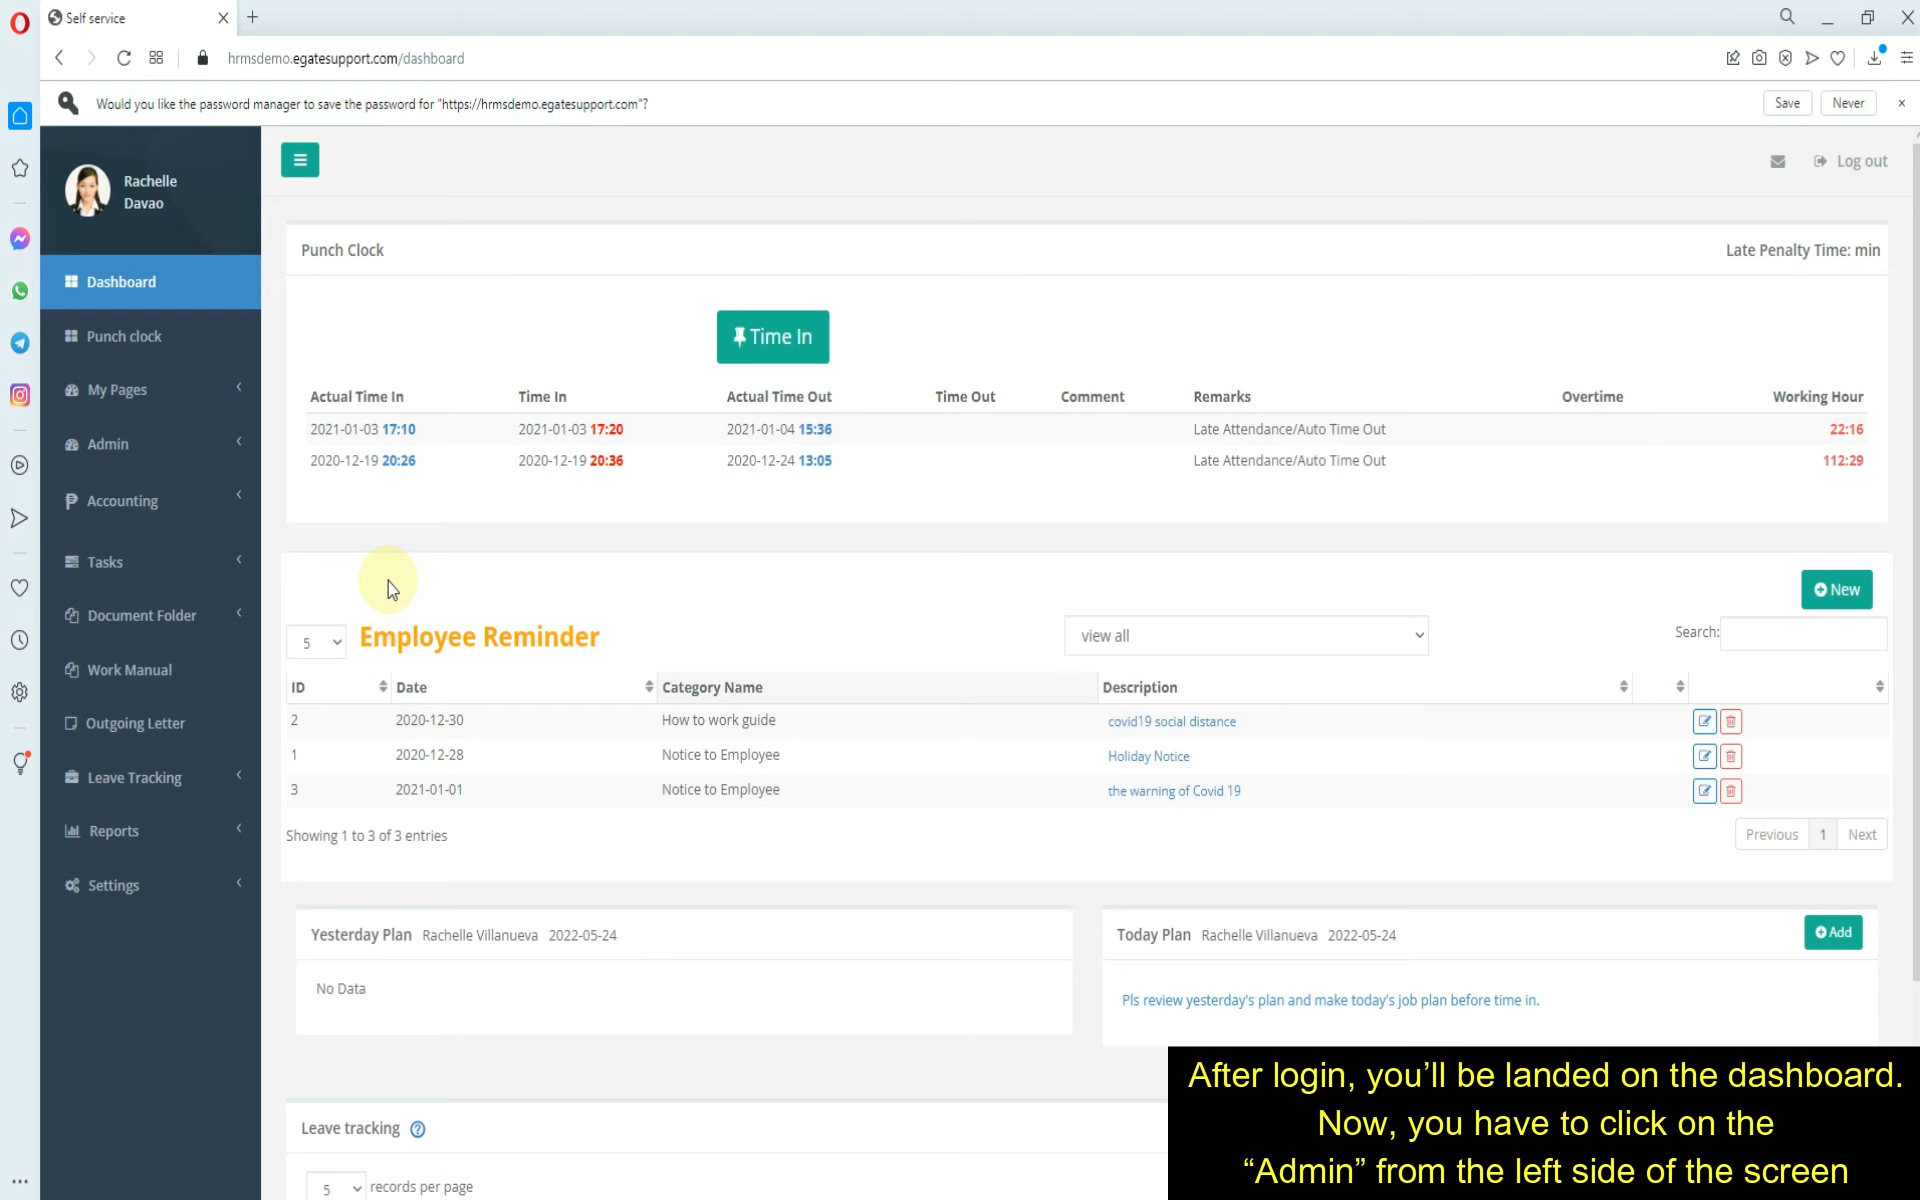 Self service
hrmsdemo.egatesupport.com/dashboard
Would you like the password manager to save the password for "https://hrmsdemo.egatesupport.com"?
Save
Never
Rachelle
Davao
Log out
Dashboard
Punch clock
My Pages
Admin
Accounting
Tasks
Document Folder
Work Manual
Outgoing Letter
Leave Tracking
Reports
Settings
Punch Clock
Late Penalty Time: min
Time In
Actual Time In Time In Actual Time Out Time Out Comment Remarks Overtime Working Hour
2021-01-03 17:10 2021-01-03 17:20 2021-01-04 15:36 Late Attendance/Auto Time Out 22:16
2020-12-19 20:26 2020-12-19 20:36 2020-12-24 13:05 Late Attendance/Auto Time Out 112:29
New
5 Employee Reminder view all Search:
ID Date Category Name Description
2 2020-12-30 How to work guide covid19 social distance
1 2020-12-28 Notice to Employee Holiday Notice
3 2021-01-01 Notice to Employee the warning of Covid 19
Showing 1 to 3 of 3 entries
Previous 1 Next
Yesterday Plan Rachelle Villanueva 2022-05-24
No Data
Today Plan Rachelle Villanueva 2022-05-24
Add
Pls review yesterday's plan and make today's job plan before time in.
Leave tracking
5 records per page
After login, you’ll be landed on the dashboard.
Now, you have to click on the
“Admin” from the left side of the screen